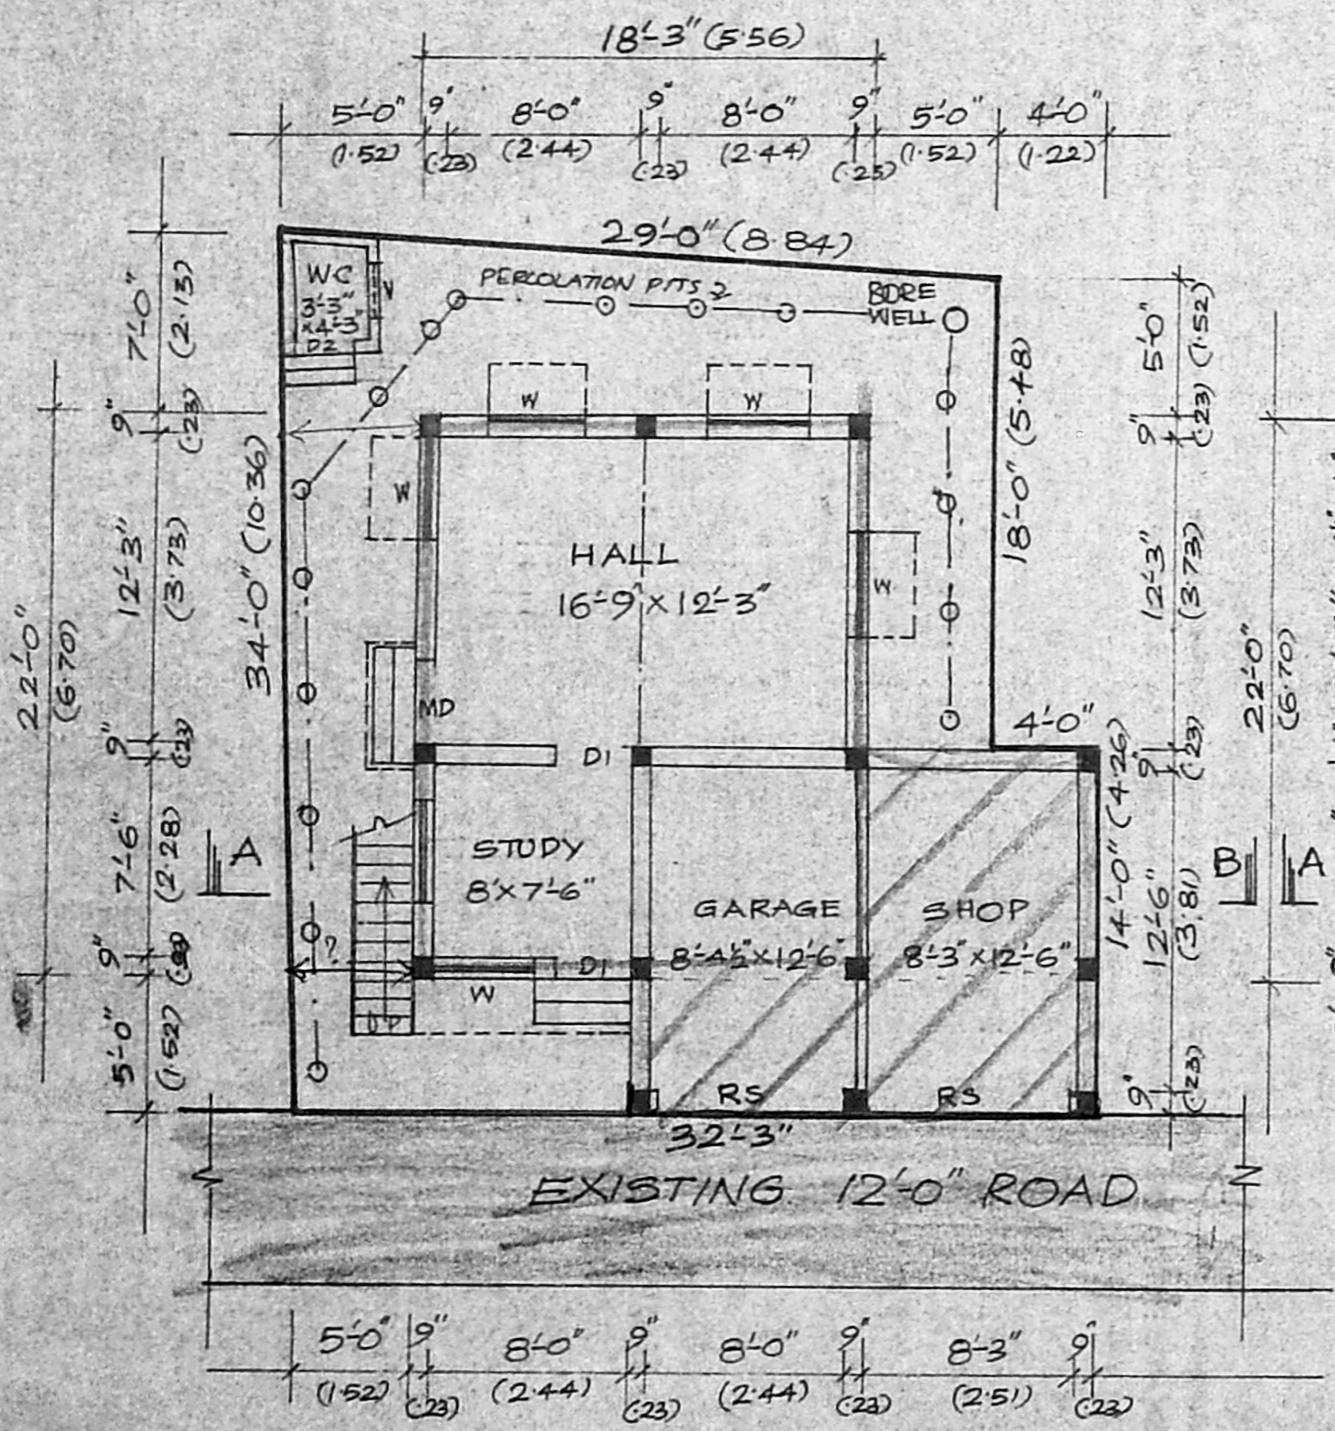 18'-3" (5.56)
5'-0" 9" 8'-0" 9" 8'-0" 9" 5'-0" 4'-0"
(1.52) (.23) (2.44) (.23) (2.44) (.23) (1.52) (1.22)
29'-0" (8.84)
WC
3'-3"
x4'-3"
D2
V
PERCOLATION PITS
BORE
WELL
7'-0"
(2.13)
5'-0"
(1.52)
W
W
9"
(.23)
9"
(.23)
34'-0" (10.36)
18'-0" (5.48)
W
HALL
16'-9" x 12'-3"
W
12'-3"
(3.73)
12'-3"
(3.73)
22'-0"
(6.70)
22'-0"
(6.70)
MD
4'-0"
9"
(.23)
D1
9"
(.23)
14'-0" (4.26)
7'-6"
(2.28)
A
STUDY
8'x7'-6"
B
A
GARAGE
8'-4½"x12'-6"
SHOP
8'-3"x12'-6"
12'-6"
(3.81)
9"
?
D1
W
UP
5'-0"
(1.52)
RS
RS
9"
(.23)
32'-3"
EXISTING 12'-0" ROAD
5'-0" 9" 8'-0" 9" 8'-0" 9" 8'-3" 9"
(1.52) (.23) (2.44) (.23) (2.44) (.23) (2.51) (.23)